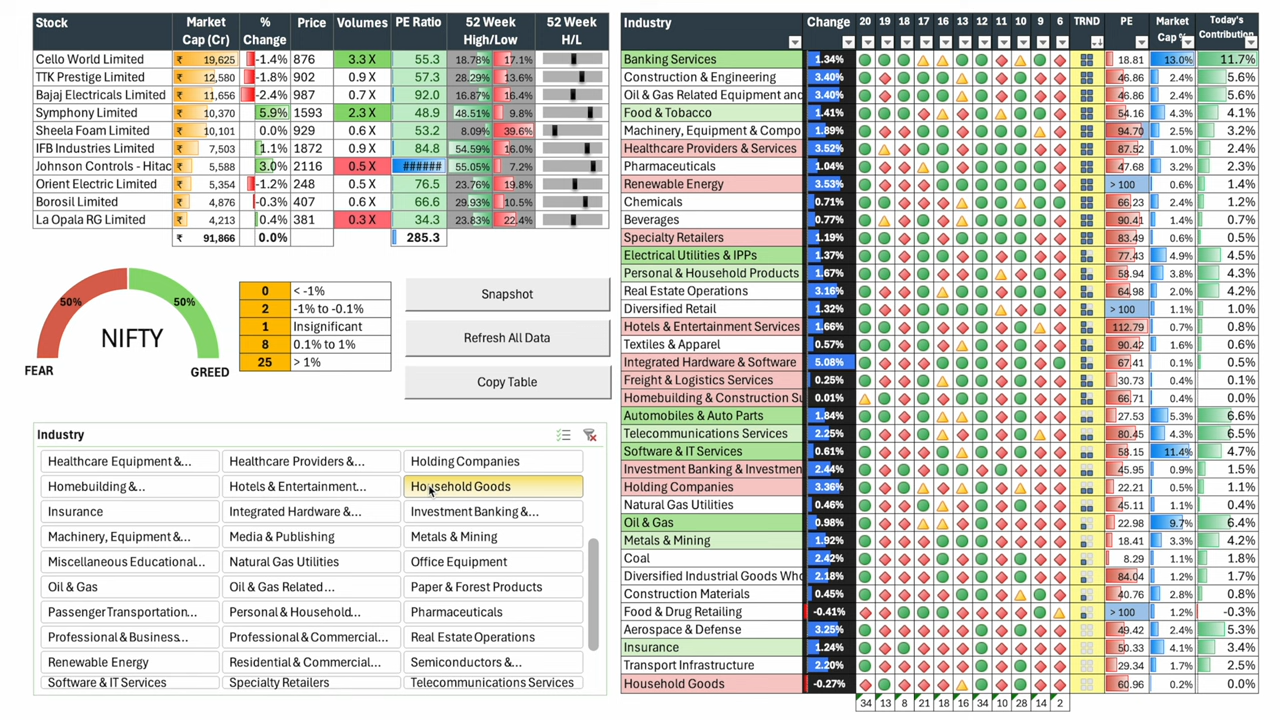 Stock Market Cap (Cr) % Change Price Volumes PE Ratio 52 Week High/Low 52 Week H/L
Cello World Limited ₹ 19,625 -1.4% 876 3.3 X 55.3 18.78% 17.1%
TTK Prestige Limited ₹ 12,580 -1.8% 902 0.9 X 57.3 28.29% 13.6%
Bajaj Electricals Limited ₹ 11,656 -2.4% 987 0.7 X 92.0 16.87% 16.4%
Symphony Limited ₹ 10,370 5.9% 1593 2.3 X 48.9 48.51% 9.8%
Sheela Foam Limited ₹ 10,101 0.0% 929 0.6 X 53.2 8.09% 39.6%
IFB Industries Limited ₹ 7,503 1.1% 1872 0.9 X 84.8 54.59% 16.0%
Johnson Controls - Hitac ₹ 5,588 3.0% 2116 0.5 X ###### 55.05% 7.2%
Orient Electric Limited ₹ 5,354 -1.2% 248 0.5 X 76.5 23.76% 19.8%
Borosil Limited ₹ 4,876 -0.3% 407 0.6 X 66.6 29.93% 10.5%
La Opala RG Limited ₹ 4,213 0.4% 381 0.3 X 34.3 23.83% 22.4%
₹ 91,866 0.0% 285.3
50% 50%
NIFTY
FEAR GREED
0 < -1%
2 -1% to -0.1%
1 Insignificant
8 0.1% to 1%
25 > 1%
Snapshot
Refresh All Data
Copy Table
Industry
Healthcare Equipment &... Healthcare Providers &... Holding Companies
Homebuilding &... Hotels & Entertainment... Household Goods
Insurance Integrated Hardware &... Investment Banking &...
Machinery, Equipment &... Media & Publishing Metals & Mining
Miscellaneous Educational... Natural Gas Utilities Office Equipment
Oil & Gas Oil & Gas Related... Paper & Forest Products
Passenger Transportation... Personal & Household... Pharmaceuticals
Professional & Business... Professional & Commercial... Real Estate Operations
Renewable Energy Residential & Commercial... Semiconductors &...
Software & IT Services Specialty Retailers Telecommunications Services
Industry Change 20 19 18 17 16 13 12 11 10 9 6 TRND PE Market Cap % Today's Contribution
Banking Services 1.34% 18.81 13.0% 11.7%
Construction & Engineering 3.40% 46.86 2.4% 5.6%
Oil & Gas Related Equipment and 3.40% 46.86 2.4% 5.6%
Food & Tobacco 1.41% 54.16 4.3% 4.1%
Machinery, Equipment & Compo 1.89% 94.70 2.5% 3.2%
Healthcare Providers & Services 3.52% 87.52 1.0% 2.4%
Pharmaceuticals 1.04% 47.68 3.2% 2.3%
Renewable Energy 3.53% > 100 0.6% 1.4%
Chemicals 0.71% 66.23 2.4% 1.2%
Beverages 0.77% 90.41 1.4% 0.7%
Specialty Retailers 1.19% 83.49 0.6% 0.5%
Electrical Utilities & IPPs 1.37% 77.43 4.9% 4.5%
Personal & Household Products 1.67% 58.94 3.8% 4.3%
Real Estate Operations 3.16% 64.98 2.0% 4.2%
Diversified Retail 1.32% > 100 1.1% 1.0%
Hotels & Entertainment Services 1.66% 112.79 0.7% 0.8%
Textiles & Apparel 0.57% 90.42 1.6% 0.6%
Integrated Hardware & Software 5.08% 67.41 0.1% 0.5%
Freight & Logistics Services 0.25% 30.73 0.4% 0.1%
Homebuilding & Construction Su 0.01% 66.71 0.4% 0.0%
Automobiles & Auto Parts 1.84% 27.53 5.3% 6.6%
Telecommunications Services 2.25% 80.45 4.3% 6.5%
Software & IT Services 0.61% 58.15 11.4% 4.7%
Investment Banking & Investmen 2.44% 45.95 0.9% 1.5%
Holding Companies 3.36% 22.21 0.5% 1.1%
Natural Gas Utilities 0.46% 45.11 1.1% 0.4%
Oil & Gas 0.98% 22.98 9.7% 6.4%
Metals & Mining 1.92% 18.41 3.3% 4.2%
Coal 2.42% 8.29 1.1% 1.8%
Diversified Industrial Goods Who 2.18% 84.04 1.2% 1.7%
Construction Materials 0.45% 40.76 2.8% 0.8%
Food & Drug Retailing -0.41% > 100 1.2% -0.3%
Aerospace & Defense 3.25% 49.42 2.4% 5.3%
Insurance 1.24% 50.33 4.1% 3.4%
Transport Infrastructure 2.20% 29.34 1.7% 2.5%
Household Goods -0.27% 60.96 0.2% 0.0%
34 13 8 21 18 16 34 10 28 14 2